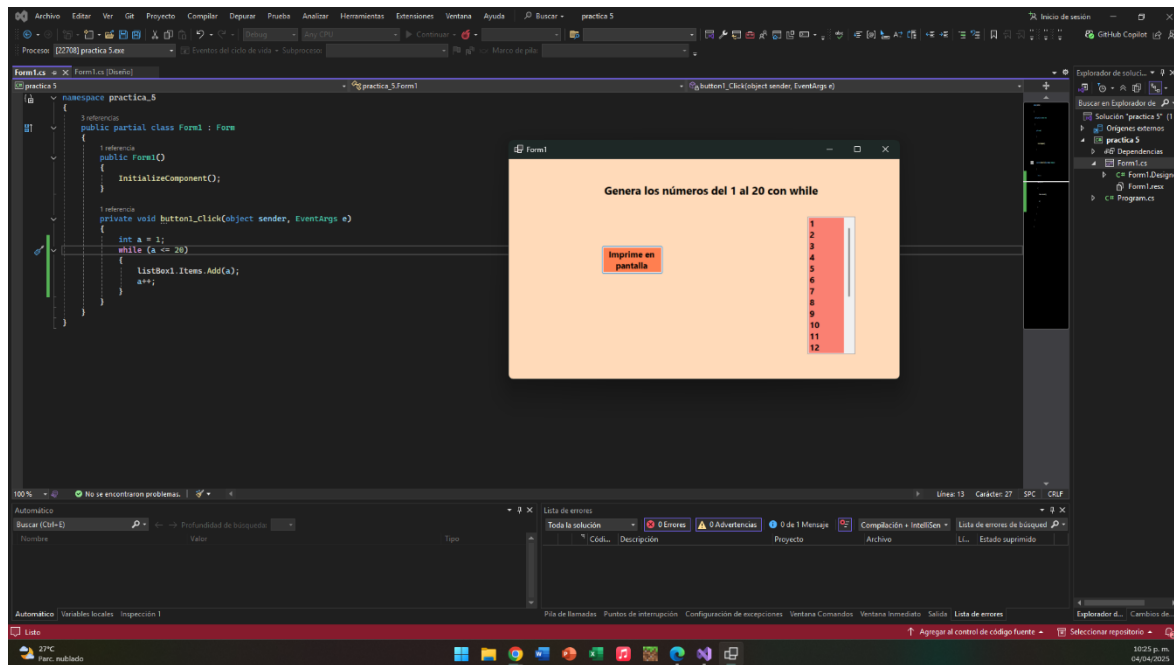 Archivo Editar Ver Git Proyecto Compilar Depurar Prueba Analizar Herramientas Extensiones Ventana Ayuda Buscar practica 5 Inicio de sesión
Debug Any CPU Continuar GitHub Copilot
Proceso: [22708] practica 5.exe Eventos del ciclo de vida Subproceso: Marco de pila:
Form1.cs Form1.cs [Diseño] Explorador de soluci...
practica 5 practica_5.Form1 button1_Click(object sender, EventArgs e)
namespace practica_5
{
3 referencias
public partial class Form1 : Form
{
1 referencia
public Form1()
{
InitializeComponent();
}
1 referencia
private void button1_Click(object sender, EventArgs e)
{
int a = 1;
while (a <= 20)
{
listBox1.Items.Add(a);
a++;
}
}
}
}
Form1
Genera los números del 1 al 20 con while
Imprime en
pantalla
1
2
3
4
5
6
7
8
9
10
11
12
Buscar en Explorador de
Solución "practica 5" (1
Orígenes externos
practica 5
Dependencias
Form1.cs
C# Form1.Design
Form1.resx
C# Program.cs
100 % No se encontraron problemas. Línea: 13 Carácter: 27 SPC CRLF
Automático
Buscar (Ctrl+E) Profundidad de búsqueda:
Nombre Valor Tipo
Automático Variables locales Inspección 1
Lista de errores
Toda la solución 0 Errores 0 Advertencias 0 de 1 Mensaje Compilación + IntelliSen Lista de errores de búsqued
Códi... Descripción Proyecto Archivo Lí... Estado suprimido
Pila de llamadas Puntos de interrupción Configuración de excepciones Ventana Comandos Ventana Inmediato Salida Lista de errores Explorador d... Cambios de...
Listo Agregar al control de código fuente Seleccionar repositorio
27°C
Parc. nublado
10:25 p. m.
04/04/2025